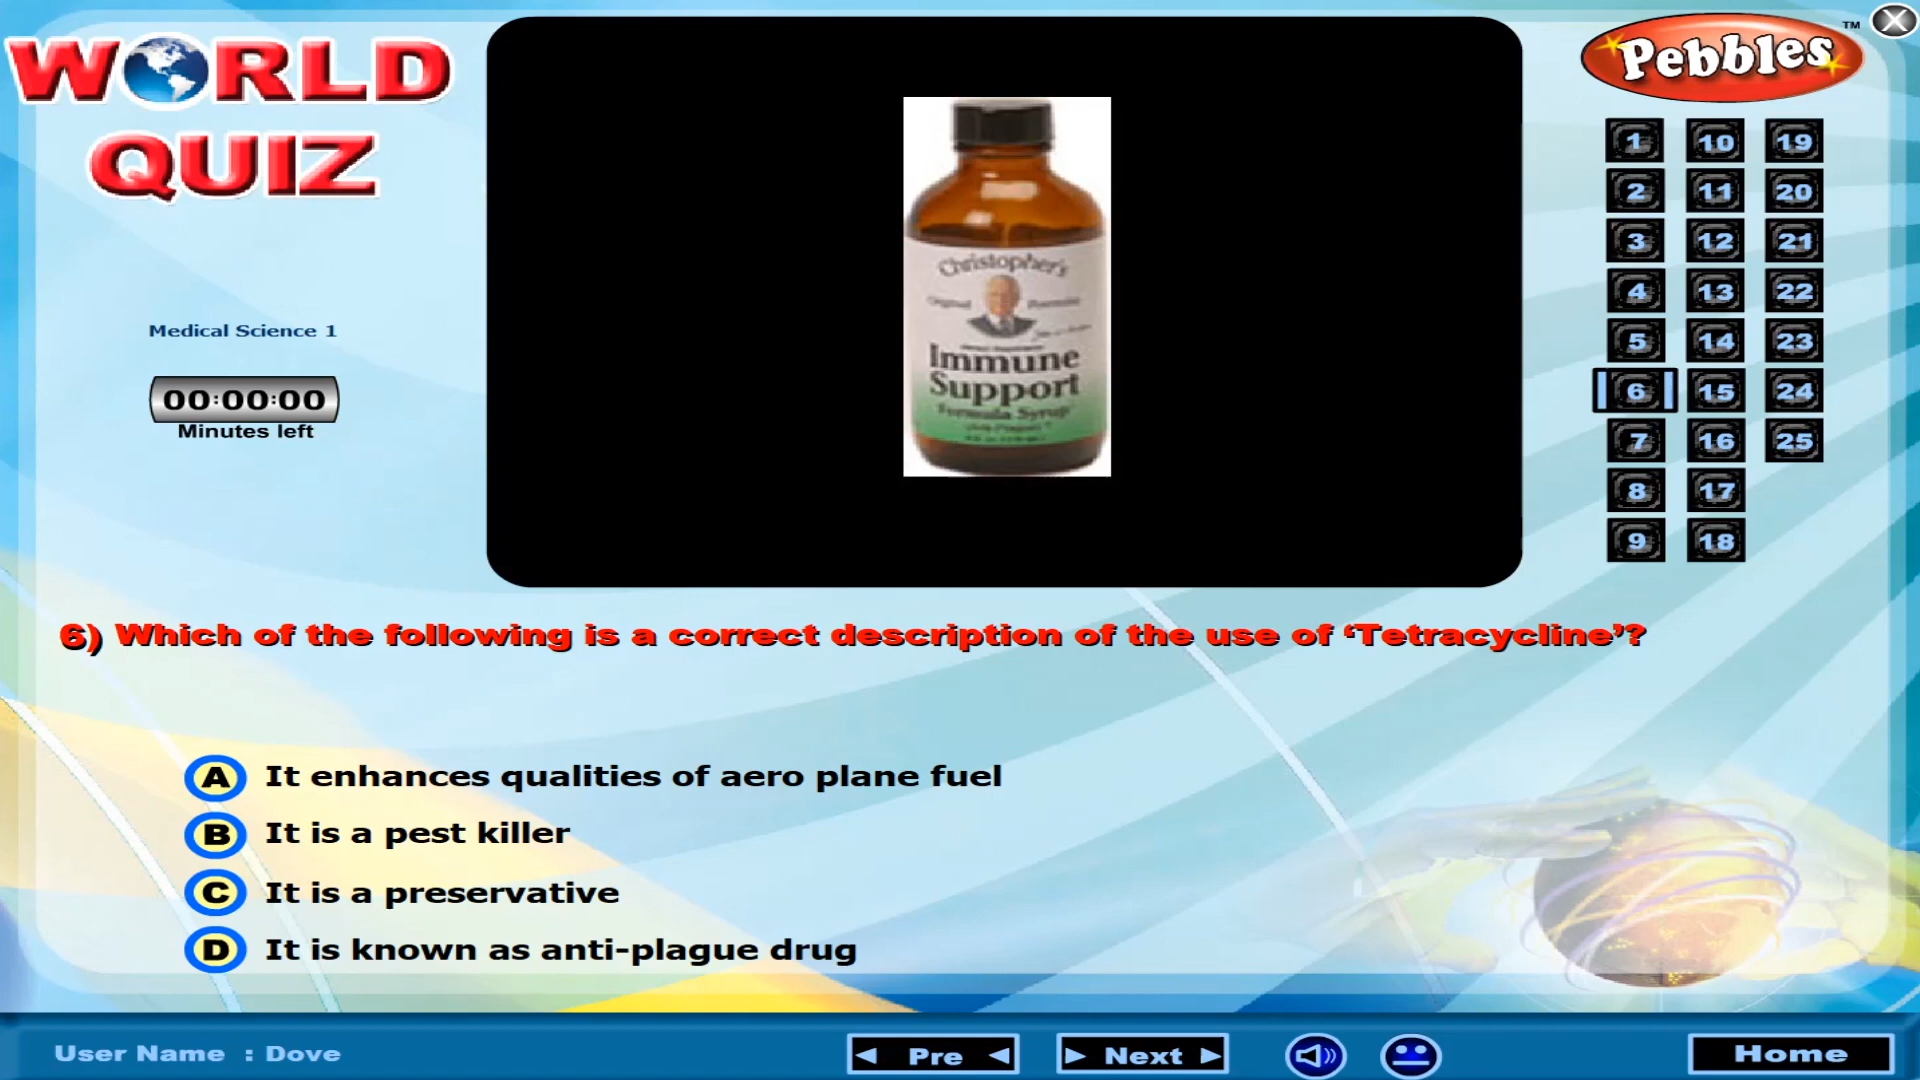 WORLD
QUIZ
Medical Science 1
00:00:00
Minutes left
Christopher's
Original Formulas
Immune
Support
Formula Syrup
Pebbles
TM
1 10 19
2 11 20
3 12 21
4 13 22
5 14 23
6 15 24
7 16 25
8 17
9 18
6) Which of the following is a correct description of the use of ‘Tetracycline’?
A It enhances qualities of aero plane fuel
B It is a pest killer
C It is a preservative
D It is known as anti-plague drug
User Name : Dove
Pre
Next
Home